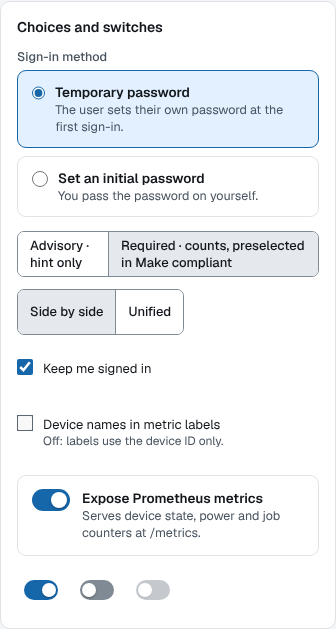 Choices and switches
Sign-in method
Temporary password
The user sets their own password at the
first sign-in.
Set an initial password
You pass the password on yourself.
Advisory ·
hint only
Required · counts, preselected
in Make compliant
Side by side
Unified
Keep me signed in
Device names in metric labels
Off: labels use the device ID only.
Expose Prometheus metrics
Serves device state, power and job
counters at /metrics.